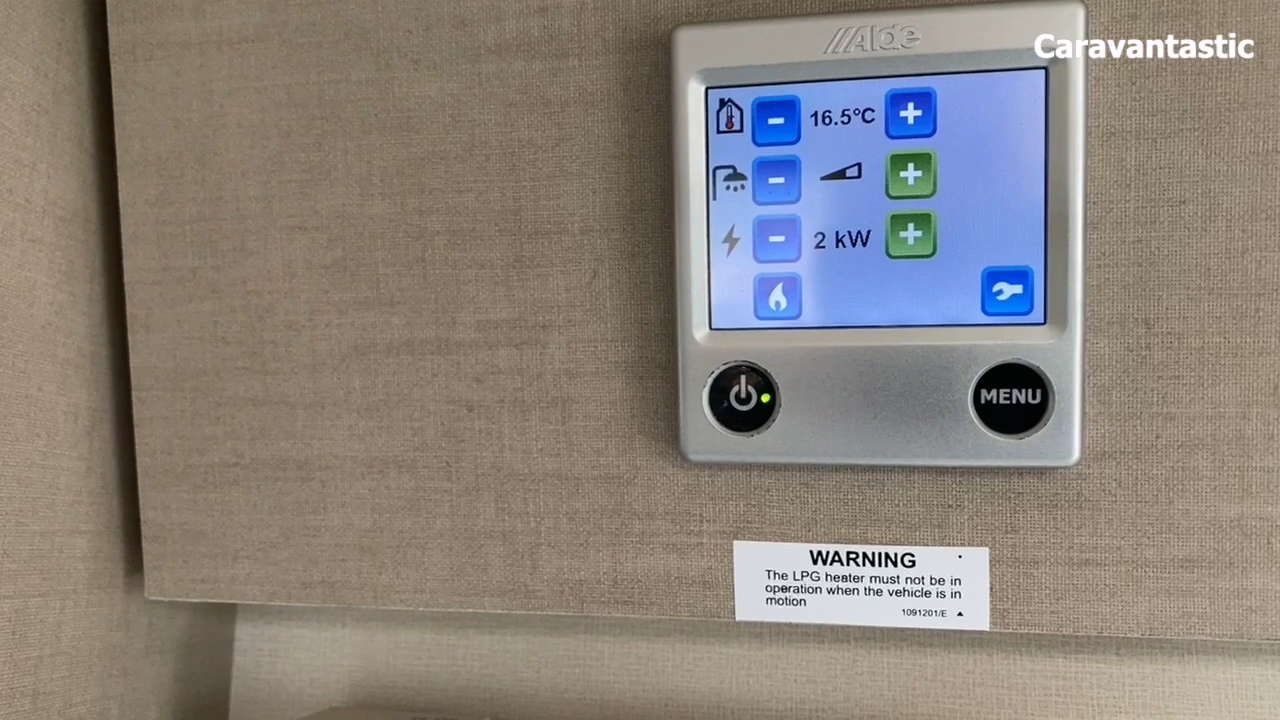 Caravantastic
Alde
16.5°C
2 kW
MENU
WARNING
The LPG heater must not be in
operation when the vehicle is in
motion
1091201/E